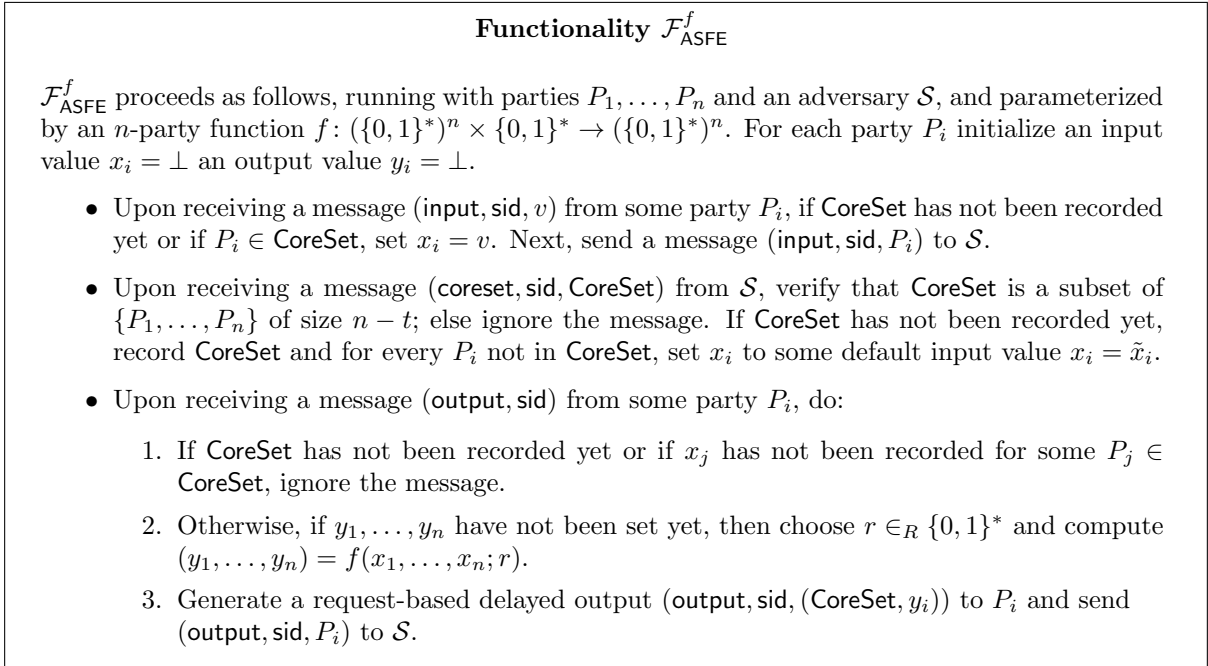 Functionality $\mathcal{F}_{\mathsf{ASFE}}^{f}$
$\mathcal{F}_{\mathsf{ASFE}}^{f}$ proceeds as follows, running with parties $P_1, \ldots, P_n$ and an adversary $\mathcal{S}$, and parameterized
by an $n$-party function $f \colon (\{0,1\}^*)^n \times \{0,1\}^* \to (\{0,1\}^*)^n$. For each party $P_i$ initialize an input
value $x_i = \bot$ an output value $y_i = \bot$.
• Upon receiving a message $(\mathsf{input}, \mathsf{sid}, v)$ from some party $P_i$, if $\mathsf{CoreSet}$ has not been recorded
yet or if $P_i \in \mathsf{CoreSet}$, set $x_i = v$. Next, send a message $(\mathsf{input}, \mathsf{sid}, P_i)$ to $\mathcal{S}$.
• Upon receiving a message $(\mathsf{coreset}, \mathsf{sid}, \mathsf{CoreSet})$ from $\mathcal{S}$, verify that $\mathsf{CoreSet}$ is a subset of
$\{P_1, \ldots, P_n\}$ of size $n - t$; else ignore the message. If $\mathsf{CoreSet}$ has not been recorded yet,
record $\mathsf{CoreSet}$ and for every $P_i$ not in $\mathsf{CoreSet}$, set $x_i$ to some default input value $x_i = \tilde{x}_i$.
• Upon receiving a message $(\mathsf{output}, \mathsf{sid})$ from some party $P_i$, do:
1. If $\mathsf{CoreSet}$ has not been recorded yet or if $x_j$ has not been recorded for some $P_j \in$
$\mathsf{CoreSet}$, ignore the message.
2. Otherwise, if $y_1, \ldots, y_n$ have not been set yet, then choose $r \in_R \{0,1\}^*$ and compute
$(y_1, \ldots, y_n) = f(x_1, \ldots, x_n; r)$.
3. Generate a request-based delayed output $(\mathsf{output}, \mathsf{sid}, (\mathsf{CoreSet}, y_i))$ to $P_i$ and send
$(\mathsf{output}, \mathsf{sid}, P_i)$ to $\mathcal{S}$.